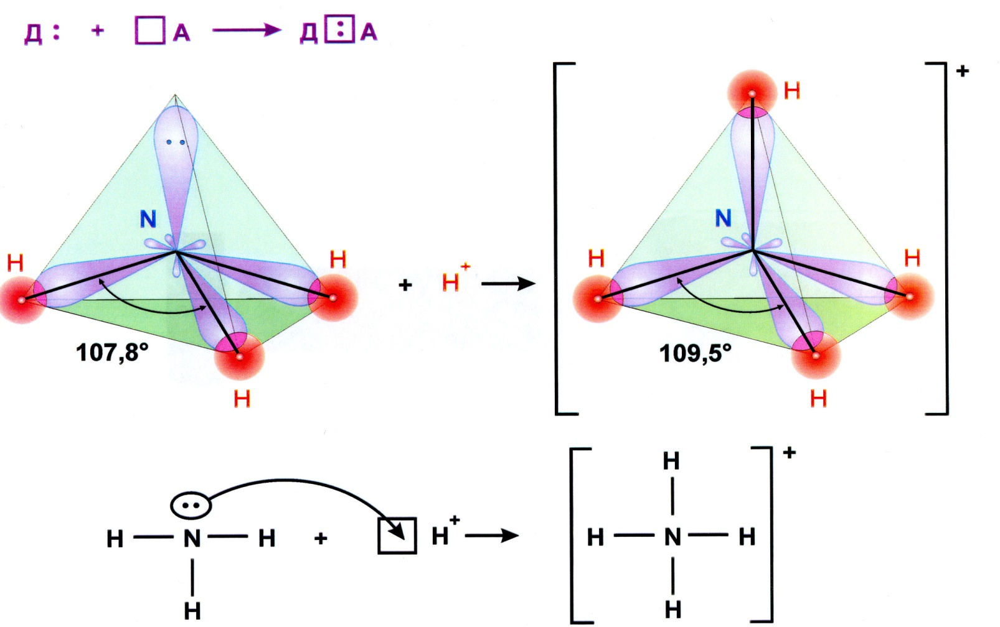 Д : + А Д : А
+
H
N N
H H H H
+ H+
107,8° 109,5°
H H
H +
H N H + H+ H N H
H H